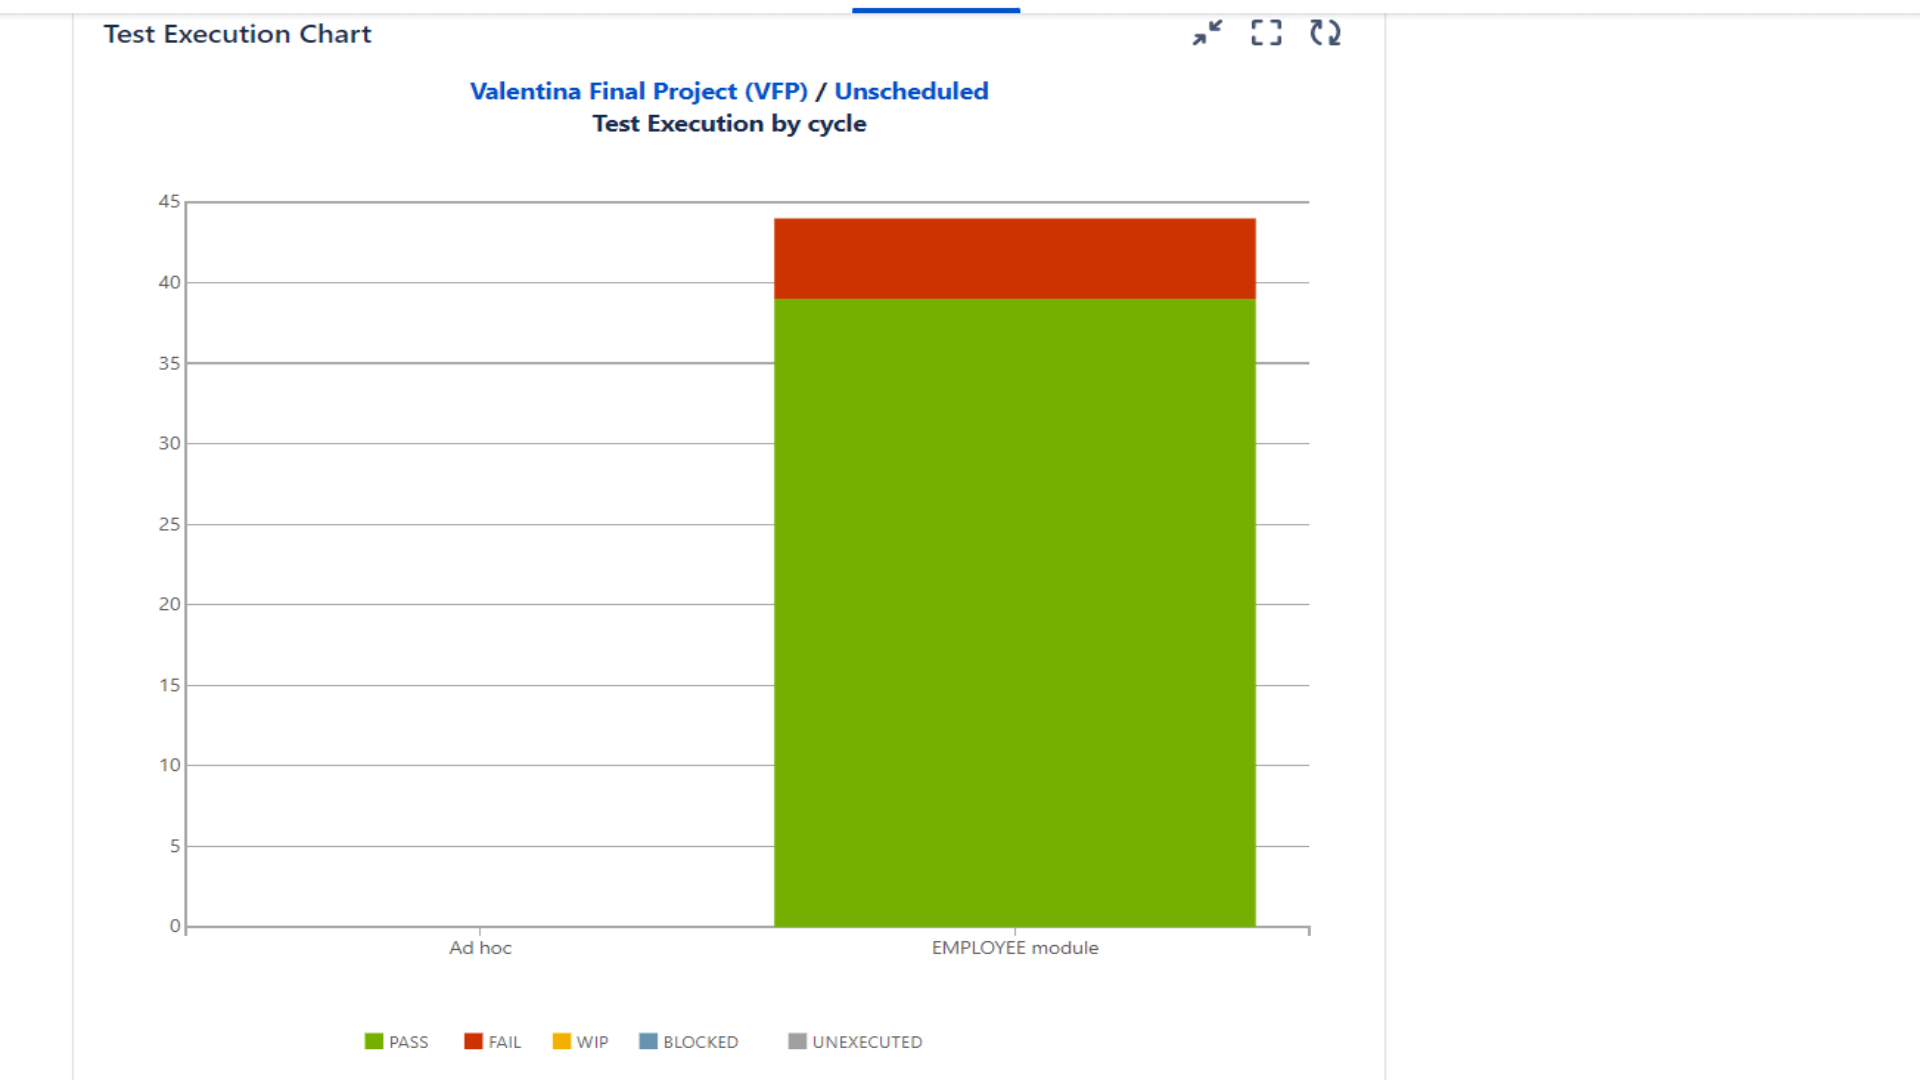 Test Execution Chart
Valentina Final Project (VFP) / Unscheduled
Test Execution by cycle
45
40
35
30
25
20
15
10
5
0
Ad hoc EMPLOYEE module
PASS FAIL WIP BLOCKED UNEXECUTED